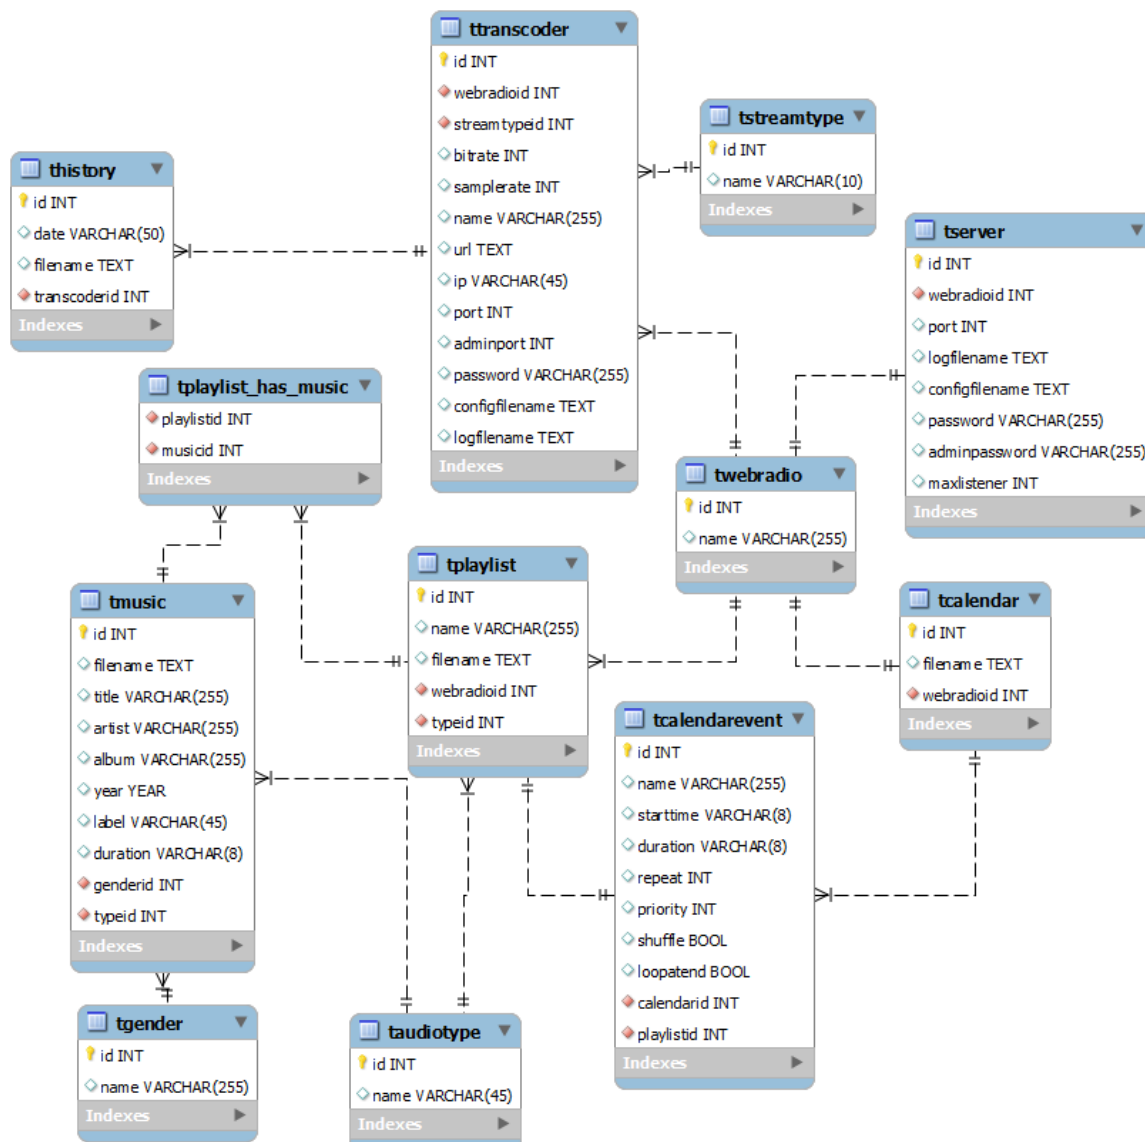 ttranscoder
id INT
webradioid INT
streamtypeid INT
bitrate INT
samplerate INT
name VARCHAR(255)
url TEXT
ip VARCHAR(45)
port INT
adminport INT
password VARCHAR(255)
configfilename TEXT
logfilename TEXT
Indexes
tstreamtype
id INT
name VARCHAR(10)
Indexes
thistory
id INT
date VARCHAR(50)
filename TEXT
transcoderid INT
Indexes
tserver
id INT
webradioid INT
port INT
logfilename TEXT
configfilename TEXT
password VARCHAR(255)
adminpassword VARCHAR(255)
maxlistener INT
Indexes
tplaylist_has_music
playlistid INT
musicid INT
Indexes
twebradio
id INT
name VARCHAR(255)
Indexes
tplaylist
id INT
name VARCHAR(255)
filename TEXT
webradioid INT
typeid INT
Indexes
tmusic
id INT
filename TEXT
title VARCHAR(255)
artist VARCHAR(255)
album VARCHAR(255)
year YEAR
label VARCHAR(45)
duration VARCHAR(8)
genderid INT
typeid INT
Indexes
tcalendar
id INT
filename TEXT
webradioid INT
Indexes
tcalendarevent
id INT
name VARCHAR(255)
starttime VARCHAR(8)
duration VARCHAR(8)
repeat INT
priority INT
shuffle BOOL
loopatend BOOL
calendarid INT
playlistid INT
Indexes
tgender
id INT
name VARCHAR(255)
Indexes
taudiotype
id INT
name VARCHAR(45)
Indexes